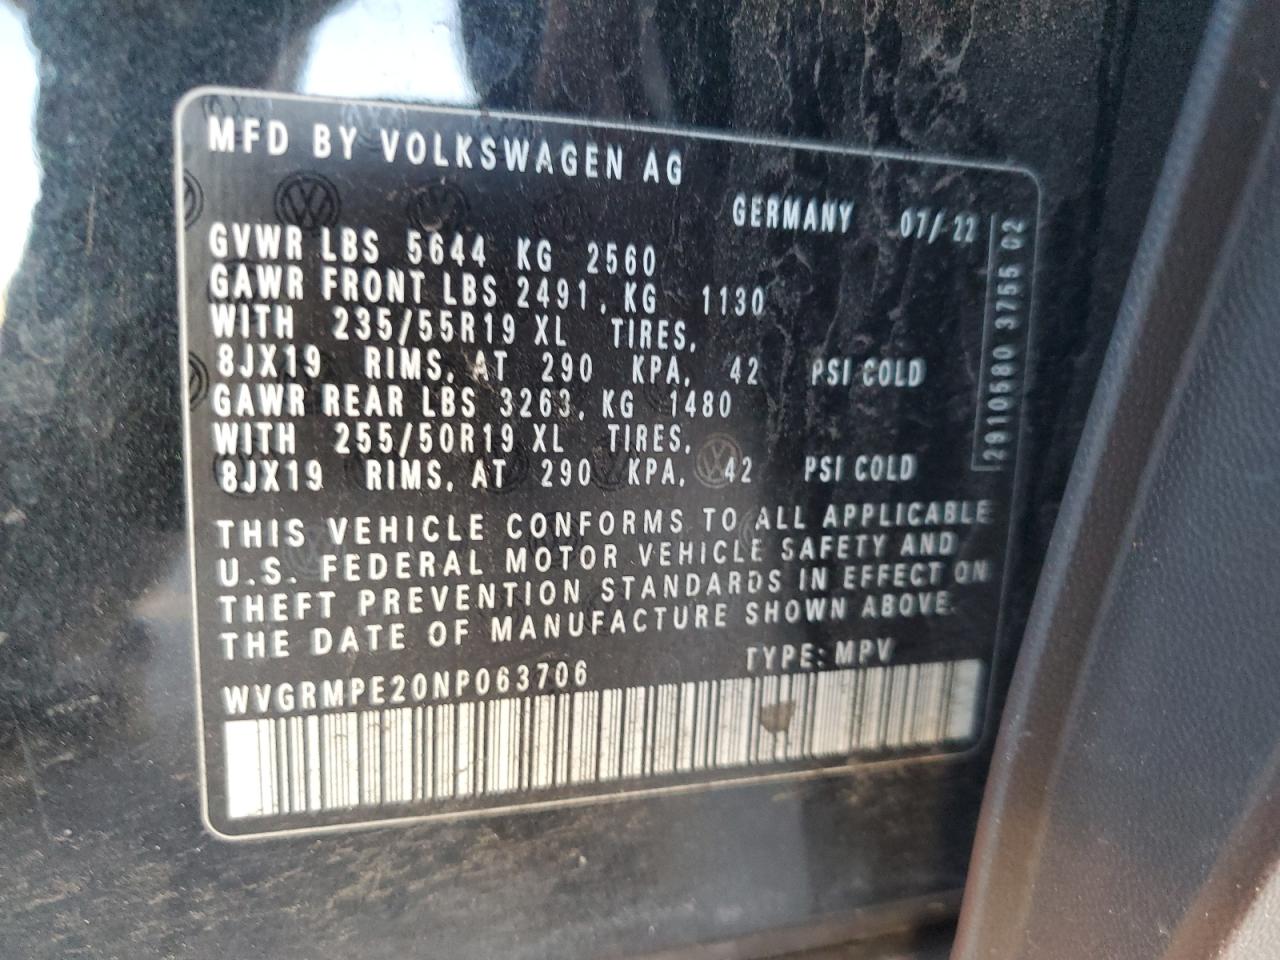 MFD BY VOLKSWAGEN AG
GERMANY 07/22
GVWR LBS 5644 KG 2560
GAWR FRONT LBS 2491, KG 1130
WITH 235/55R19 XL TIRES,
8JX19 RIMS, AT 290 KPA, 42 PSI COLD
GAWR REAR LBS 3263, KG 1480
WITH 255/50R19 XL TIRES,
8JX19 RIMS, AT 290 KPA, 42 PSI COLD
THIS VEHICLE CONFORMS TO ALL APPLICABLE
U.S. FEDERAL MOTOR VEHICLE SAFETY AND
THEFT PREVENTION STANDARDS IN EFFECT ON
THE DATE OF MANUFACTURE SHOWN ABOVE.
WVGRMPE20NP063706 TYPE: MPV
2910580 3755 02